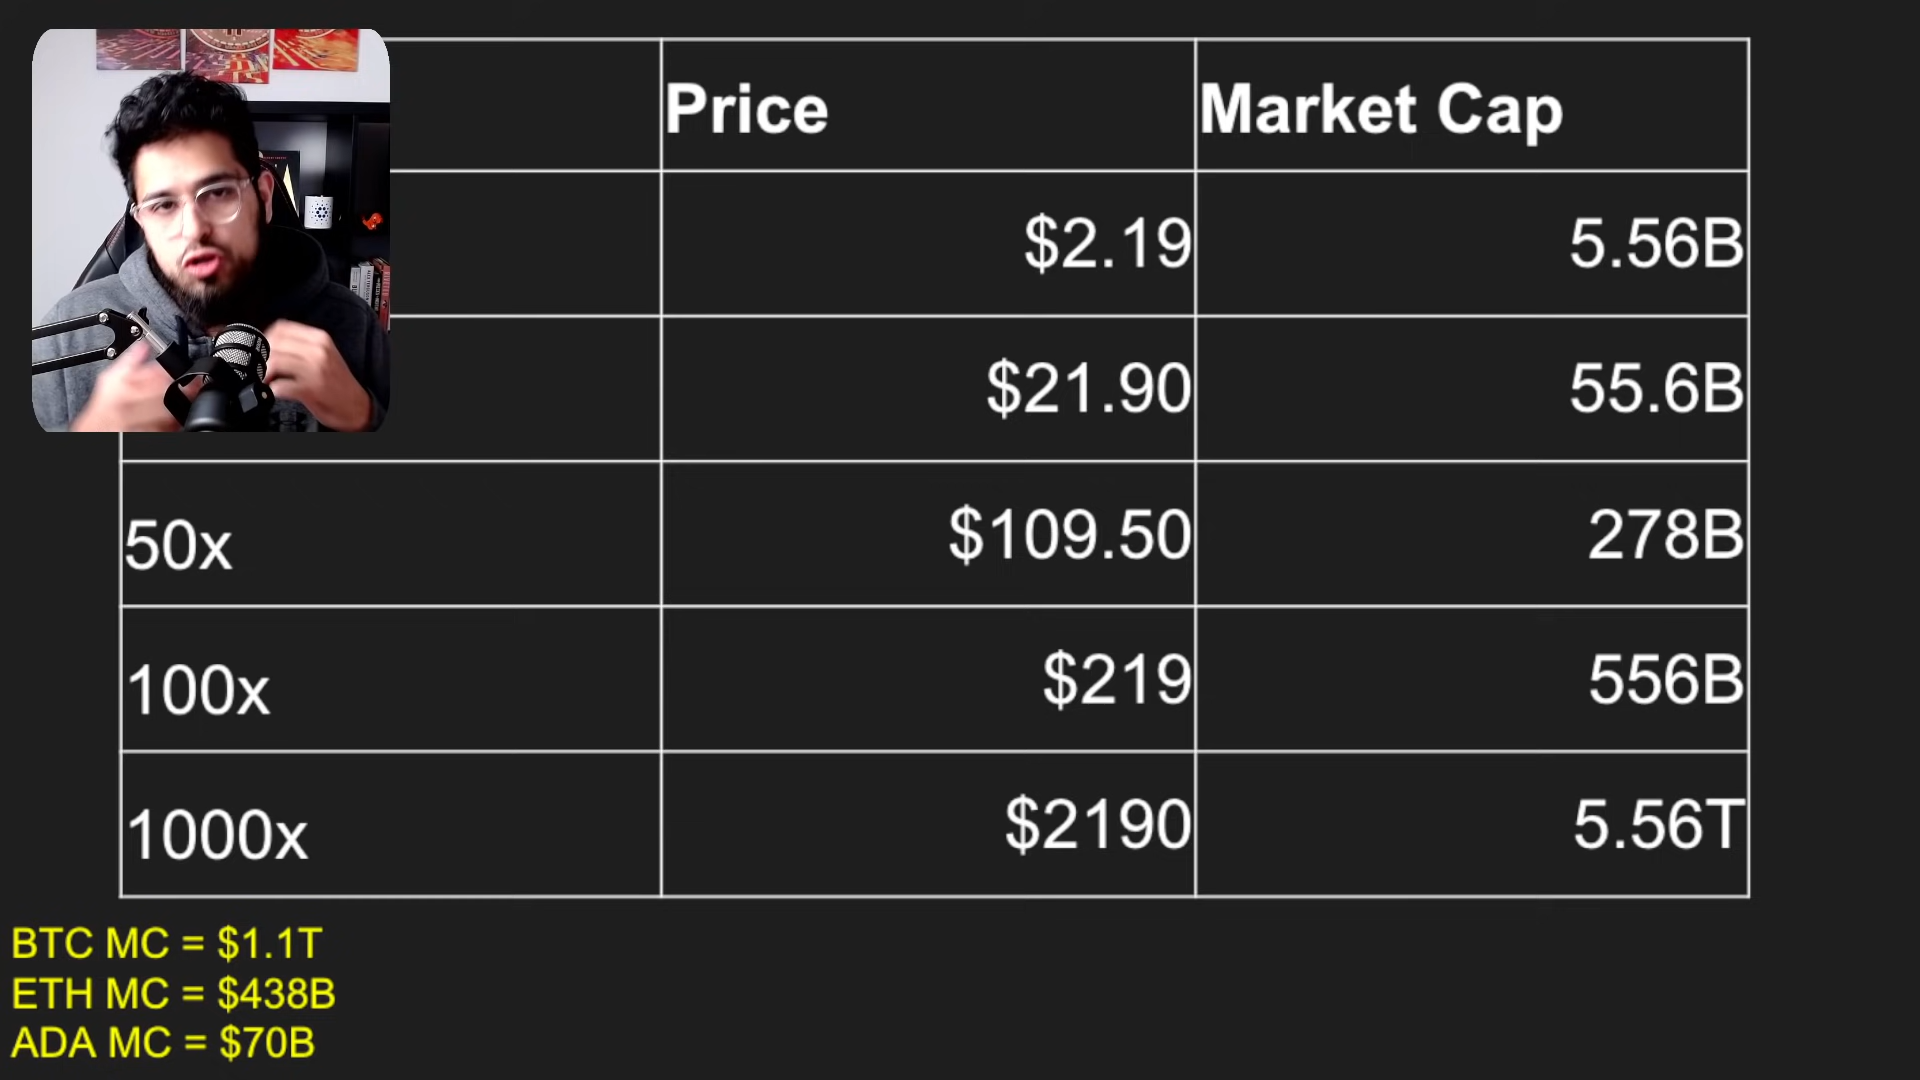 Price Market Cap
$2.19 5.56B
$21.90 55.6B
50x $109.50 278B
100x $219 556B
1000x $2190 5.56T
BTC MC = $1.1T
ETH MC = $438B
ADA MC = $70B